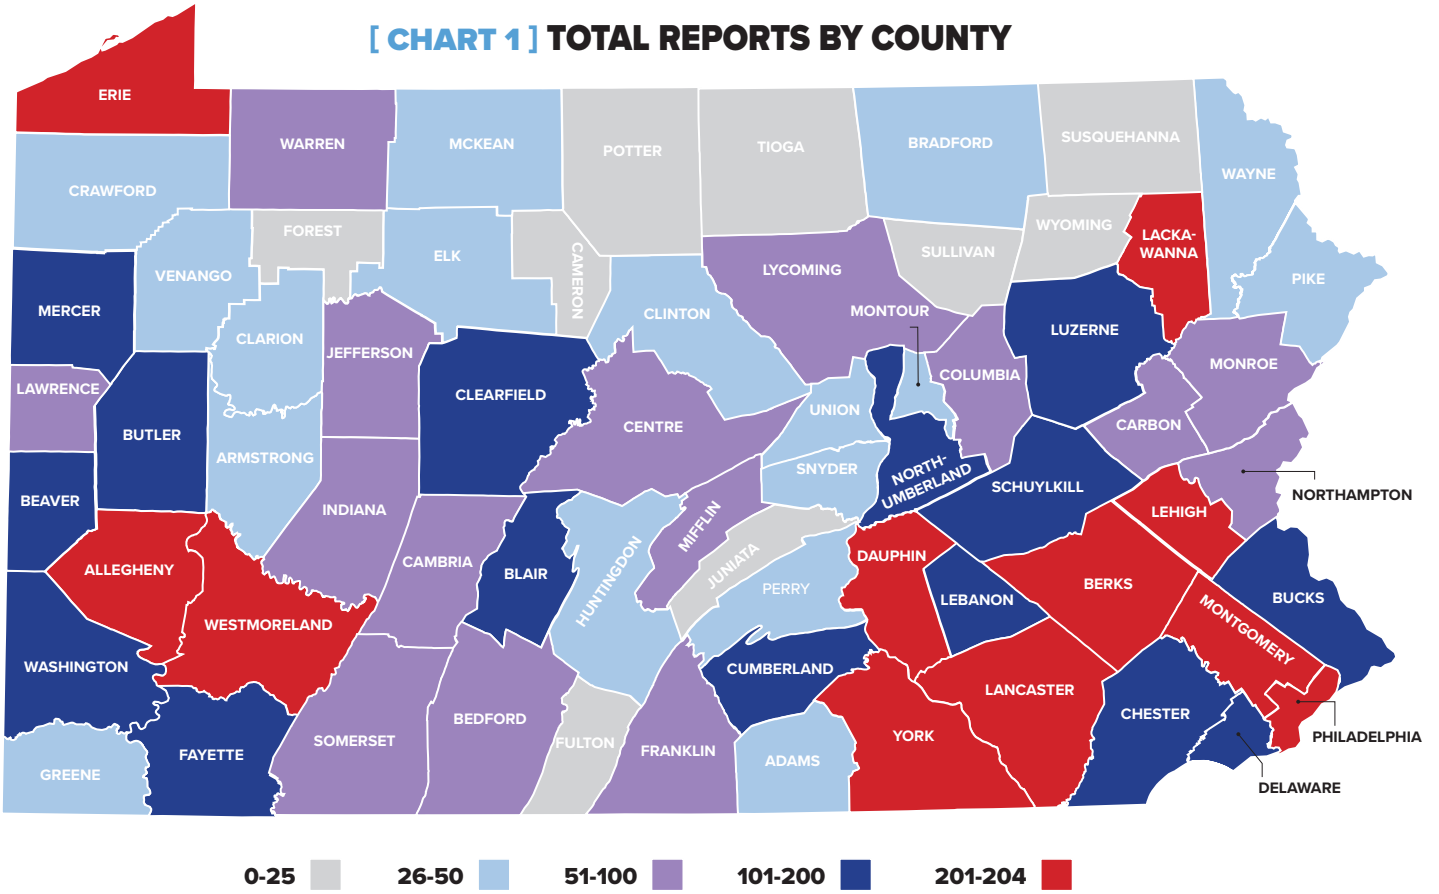 [ CHART 1 ] TOTAL REPORTS BY COUNTY
ERIE
WARREN
MCKEAN
POTTER
TIOGA
BRADFORD
SUSQUEHANNA
WAYNE
CRAWFORD
FOREST
ELK
CAMERON
LYCOMING
SULLIVAN
WYOMING
LACKA-
WANNA
PIKE
VENANGO
MERCER
CLARION
JEFFERSON
CLINTON
MONTOUR
LUZERNE
MONROE
LAWRENCE
BUTLER
CLEARFIELD
CENTRE
UNION
COLUMBIA
CARBON
ARMSTRONG
SNYDER
NORTH-
UMBERLAND
SCHUYLKILL
NORTHAMPTON
BEAVER
INDIANA
MIFFLIN
LEHIGH
ALLEGHENY
CAMBRIA
BLAIR
HUNTINGDON
JUNIATA
PERRY
DAUPHIN
LEBANON
BERKS
BUCKS
WESTMORELAND
MONTGOMERY
WASHINGTON
CUMBERLAND
LANCASTER
FAYETTE
SOMERSET
BEDFORD
FULTON
FRANKLIN
ADAMS
YORK
CHESTER
PHILADELPHIA
GREENE
DELAWARE
0-25
26-50
51-100
101-200
201-204